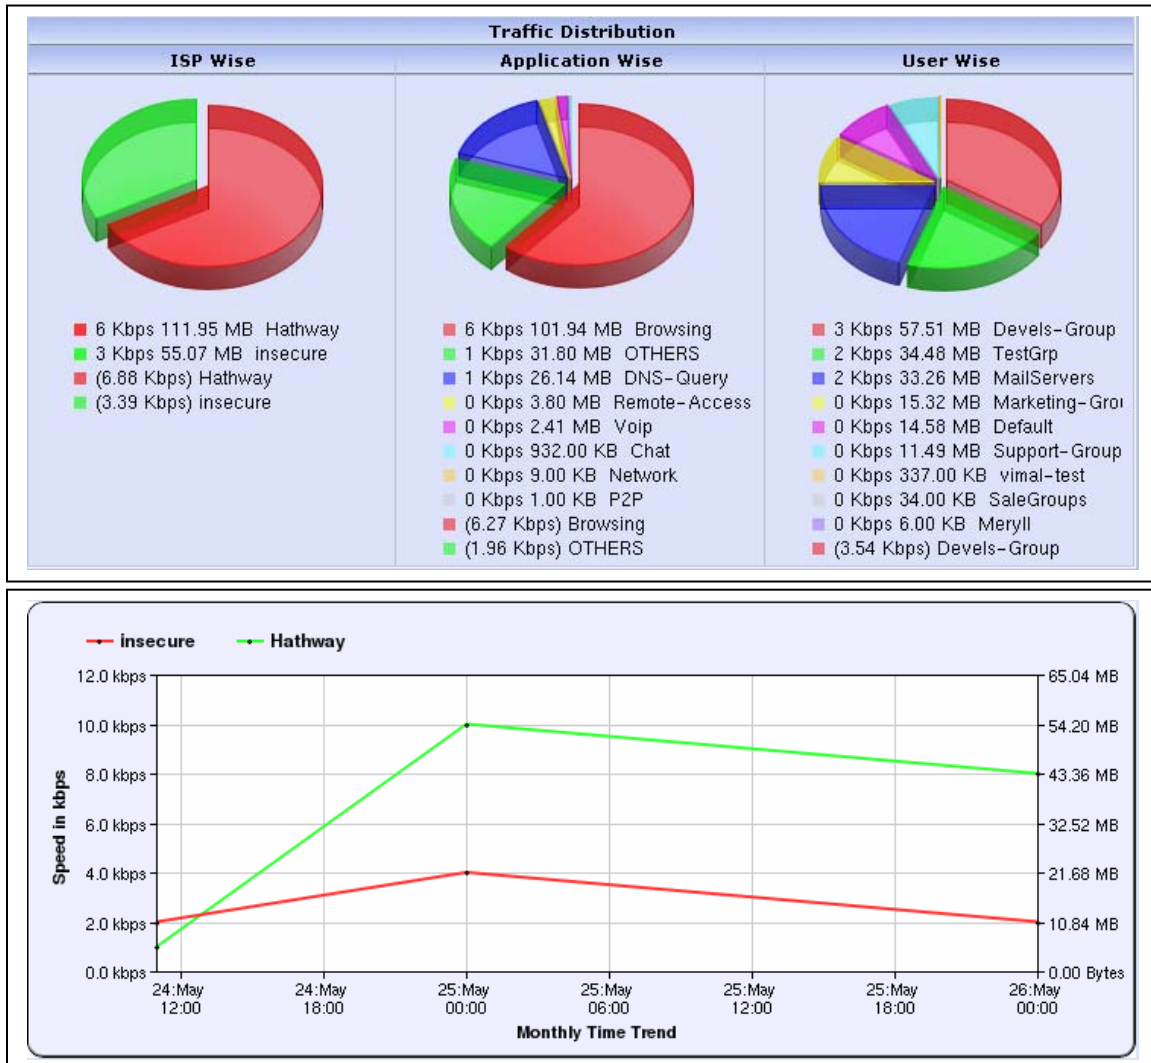 Traffic Distribution
ISP Wise
Application Wise
User Wise
6 Kbps 111.95 MB Hathway
3 Kbps 55.07 MB insecure
(6.88 Kbps) Hathway
(3.39 Kbps) insecure
6 Kbps 101.94 MB Browsing
1 Kbps 31.80 MB OTHERS
1 Kbps 26.14 MB DNS-Query
0 Kbps 3.80 MB Remote-Access
0 Kbps 2.41 MB Voip
0 Kbps 932.00 KB Chat
0 Kbps 9.00 KB Network
0 Kbps 1.00 KB P2P
(6.27 Kbps) Browsing
(1.96 Kbps) OTHERS
3 Kbps 57.51 MB Devels-Group
2 Kbps 34.48 MB TestGrp
2 Kbps 33.26 MB MailServers
0 Kbps 15.32 MB Marketing-Grou
0 Kbps 14.58 MB Default
0 Kbps 11.49 MB Support-Group
0 Kbps 337.00 KB vimal-test
0 Kbps 34.00 KB SaleGroups
0 Kbps 6.00 KB Meryll
(3.54 Kbps) Devels-Group
insecure
Hathway
12.0 kbps
10.0 kbps
8.0 kbps
6.0 kbps
4.0 kbps
2.0 kbps
0.0 kbps
Speed in kbps
65.04 MB
54.20 MB
43.36 MB
32.52 MB
21.68 MB
10.84 MB
0.00 Bytes
24:May 12:00
24:May 18:00
25:May 00:00
25:May 06:00
25:May 12:00
25:May 18:00
26:May 00:00
Monthly Time Trend